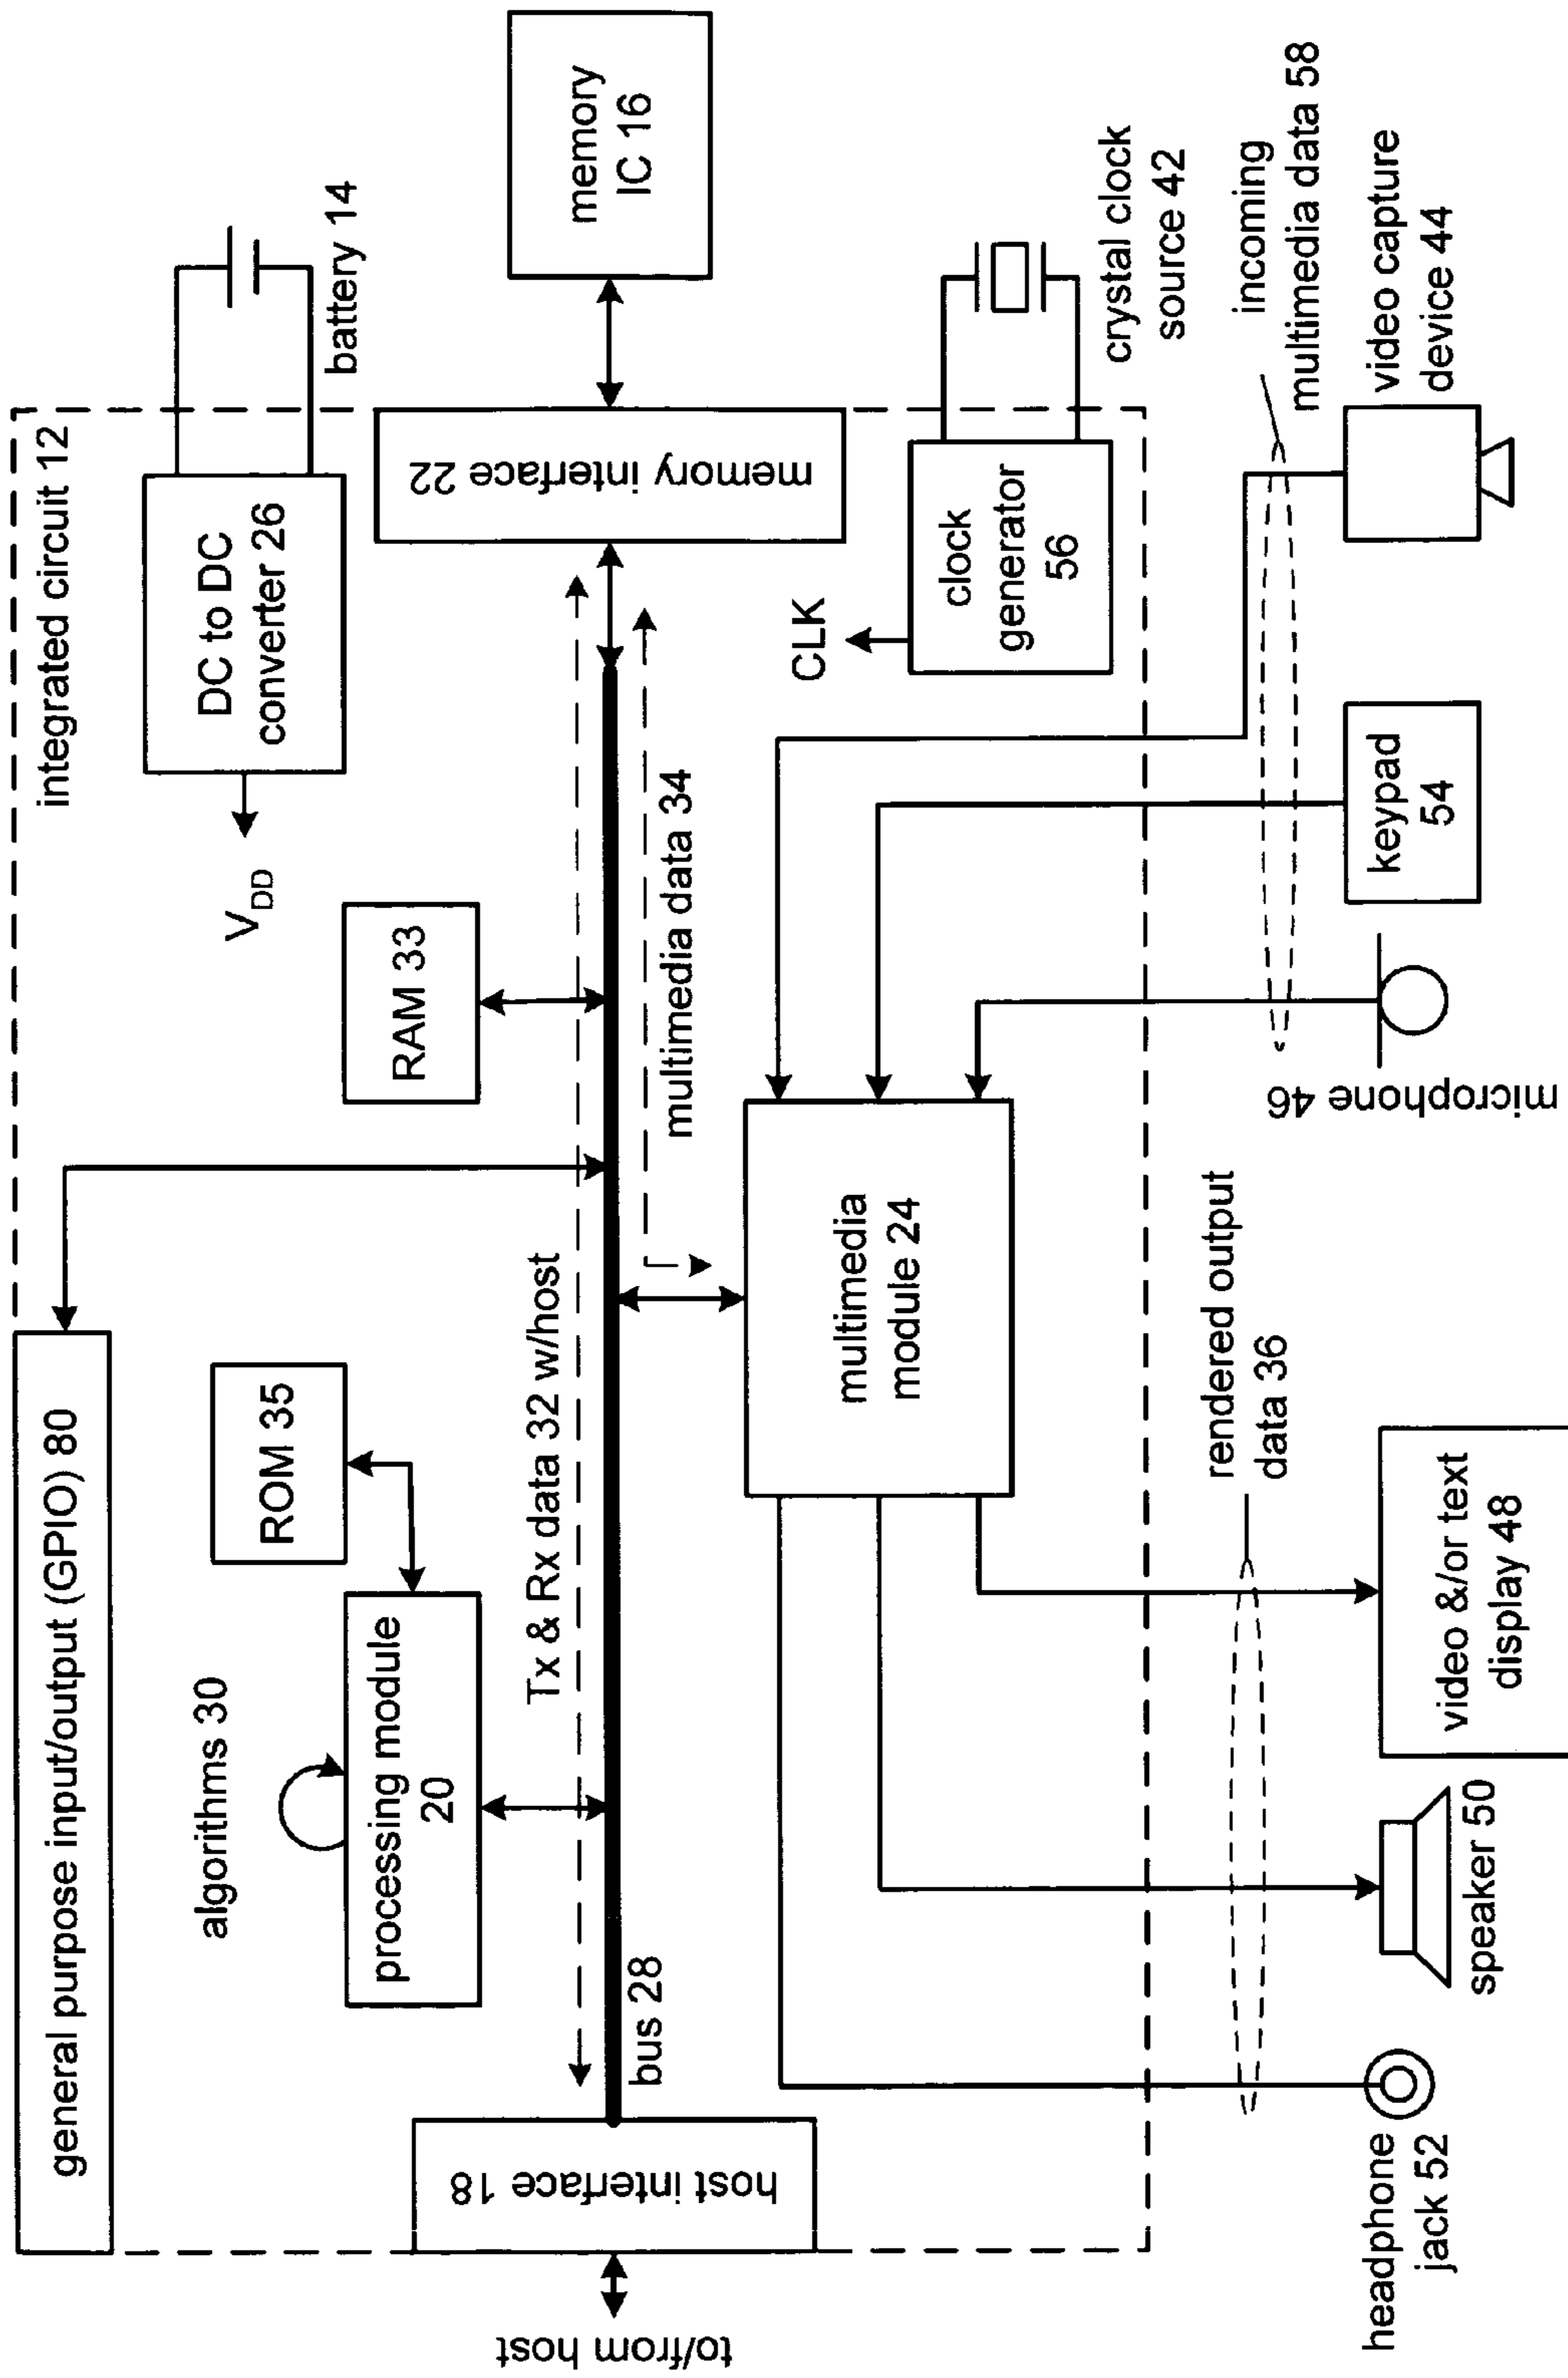 general purpose input/output (GPIO) 80
integrated circuit 12
algorithms 30
ROM 35
DC to DC
converter 26
V_DD
battery 14
processing module
20
RAM 33
Tx & Rx data 32 w/host
to/from host
host interface 18
bus 28
multimedia data 34
memory interface 22
memory
IC 16
multimedia
module 24
CLK
clock
generator
56
crystal clock
source 42
rendered output
data 36
incoming
multimedia data 58
headphone
jack 52
speaker 50
video &/or text
display 48
microphone 46
keypad
54
video capture
device 44